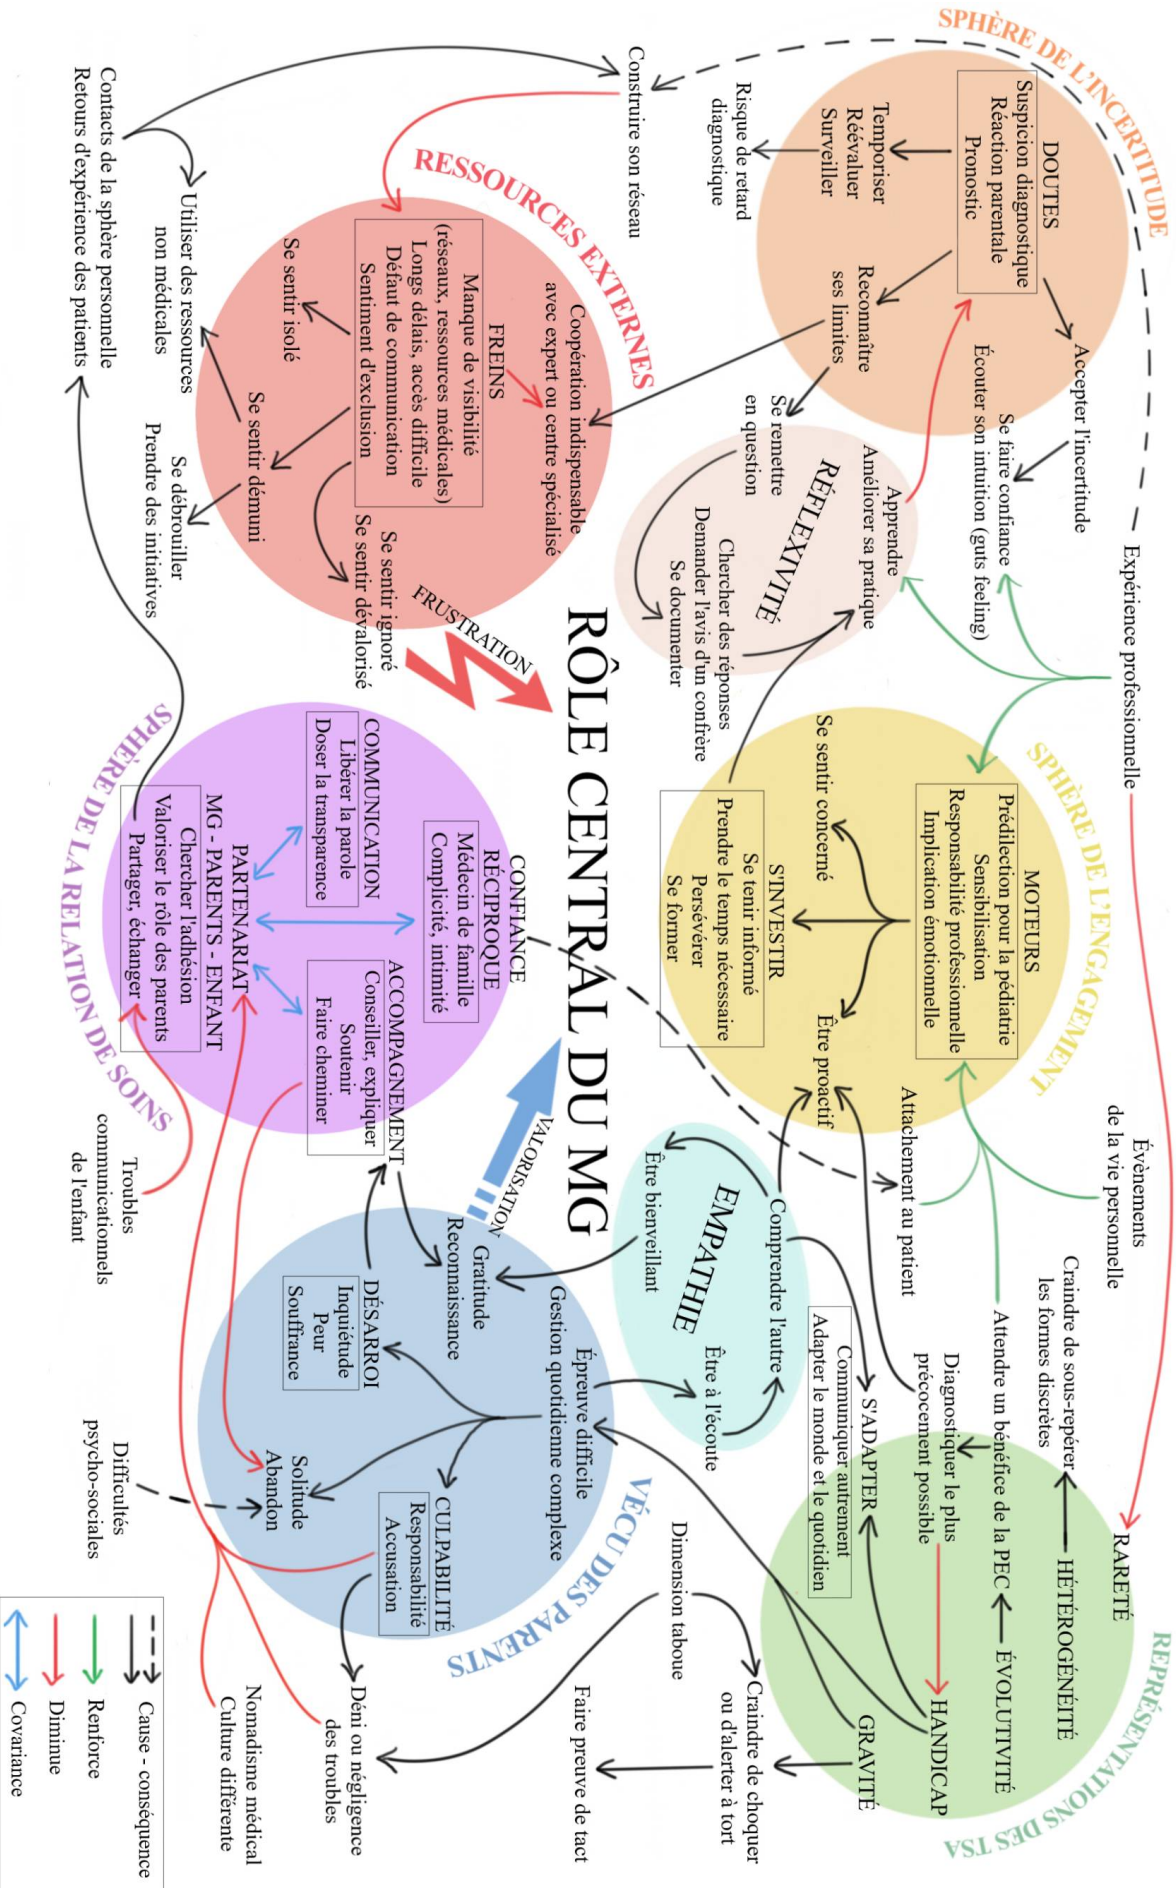 SPHÈRE DE L'INCERTITUDE
DOUTES
Suspicion diagnostique
Réaction parentale
Pronostic
Temporiser
Réévaluer
Surveiller
Risque de retard
diagnostique
Reconnaître
ses limites
Accepter l'incertitude
Se faire confiance
Écouter son intuition (guts feeling)
Se remettre
en question
Expérience professionnelle
Construire son réseau
RÉFLEXIVITÉ
Apprendre
Améliorer sa pratique
Chercher des réponses
Demander l'avis d'un confrère
Se documenter
SPHÈRE DE L'ENGAGEMENT
MOTEURS
Prédilection pour la pédiatrie
Sensibilisation
Responsabilité professionnelle
Implication émotionnelle
Se sentir concerné
S'INVESTIR
Se tenir informé
Prendre le temps nécessaire
Persévérer
Se former
Être proactif
Attachement au patient
Évènements
de la vie personnelle
EMPATHIE
Comprendre l'autre
Être bienveillant
Être à l'écoute
REPRÉSENTATIONS DES TSA
RARETÉ
HÉTÉROGÉNÉITÉ
ÉVOLUTIVITÉ
HANDICAP
GRAVITÉ
Craindre de sous-repérer
les formes discrètes
Attendre un bénéfice de la PEC
Diagnostiquer le plus
précocement possible
S'ADAPTER
Communiquer autrement
Adapter le monde et le quotidien
Craindre de choquer
ou d'alerter à tort
Dimension taboue
Faire preuve de tact
RÔLE CENTRAL DU MG
RESSOURCES EXTERNES
Coopération indispensable
avec expert ou centre spécialisé
FREINS
Manque de visibilité
(réseaux, ressources médicales)
Longs délais, accès difficile
Défaut de communication
Sentiment d'exclusion
Se sentir isolé
Se sentir démuni
Se sentir ignoré
Se sentir dévalorisé
Utiliser des ressources
non médicales
Se débrouiller
Prendre des initiatives
Contacts de la sphère personnelle
Retours d'expérience des patients
FRUSTRATION
SPHÈRE DE LA RELATION DE SOINS
CONFIANCE
RÉCIPROQUE
Médecin de famille
Complicité, intimité
COMMUNICATION
Libérer la parole
Doser la transparence
ACCOMPAGNEMENT
Conseiller, expliquer
Soutenir
Faire cheminer
PARTENARIAT
MG - PARENTS - ENFANT
Chercher l'adhésion
Valoriser le rôle des parents
Partager, échanger
Troubles
communicationnels
de l'enfant
VALORISATION
VÉCU DES PARENTS
Épreuve difficile
Gestion quotidienne complexe
Gratitude
Reconnaissance
DÉSARROI
Inquiétude
Peur
Souffrance
CULPABILITÉ
Responsabilité
Accusation
Solitude
Abandon
Difficultés
psycho-sociales
Déni ou négligence
des troubles
Nomadisme médical
Culture différente
Cause - conséquence
Renforce
Diminue
Covariance